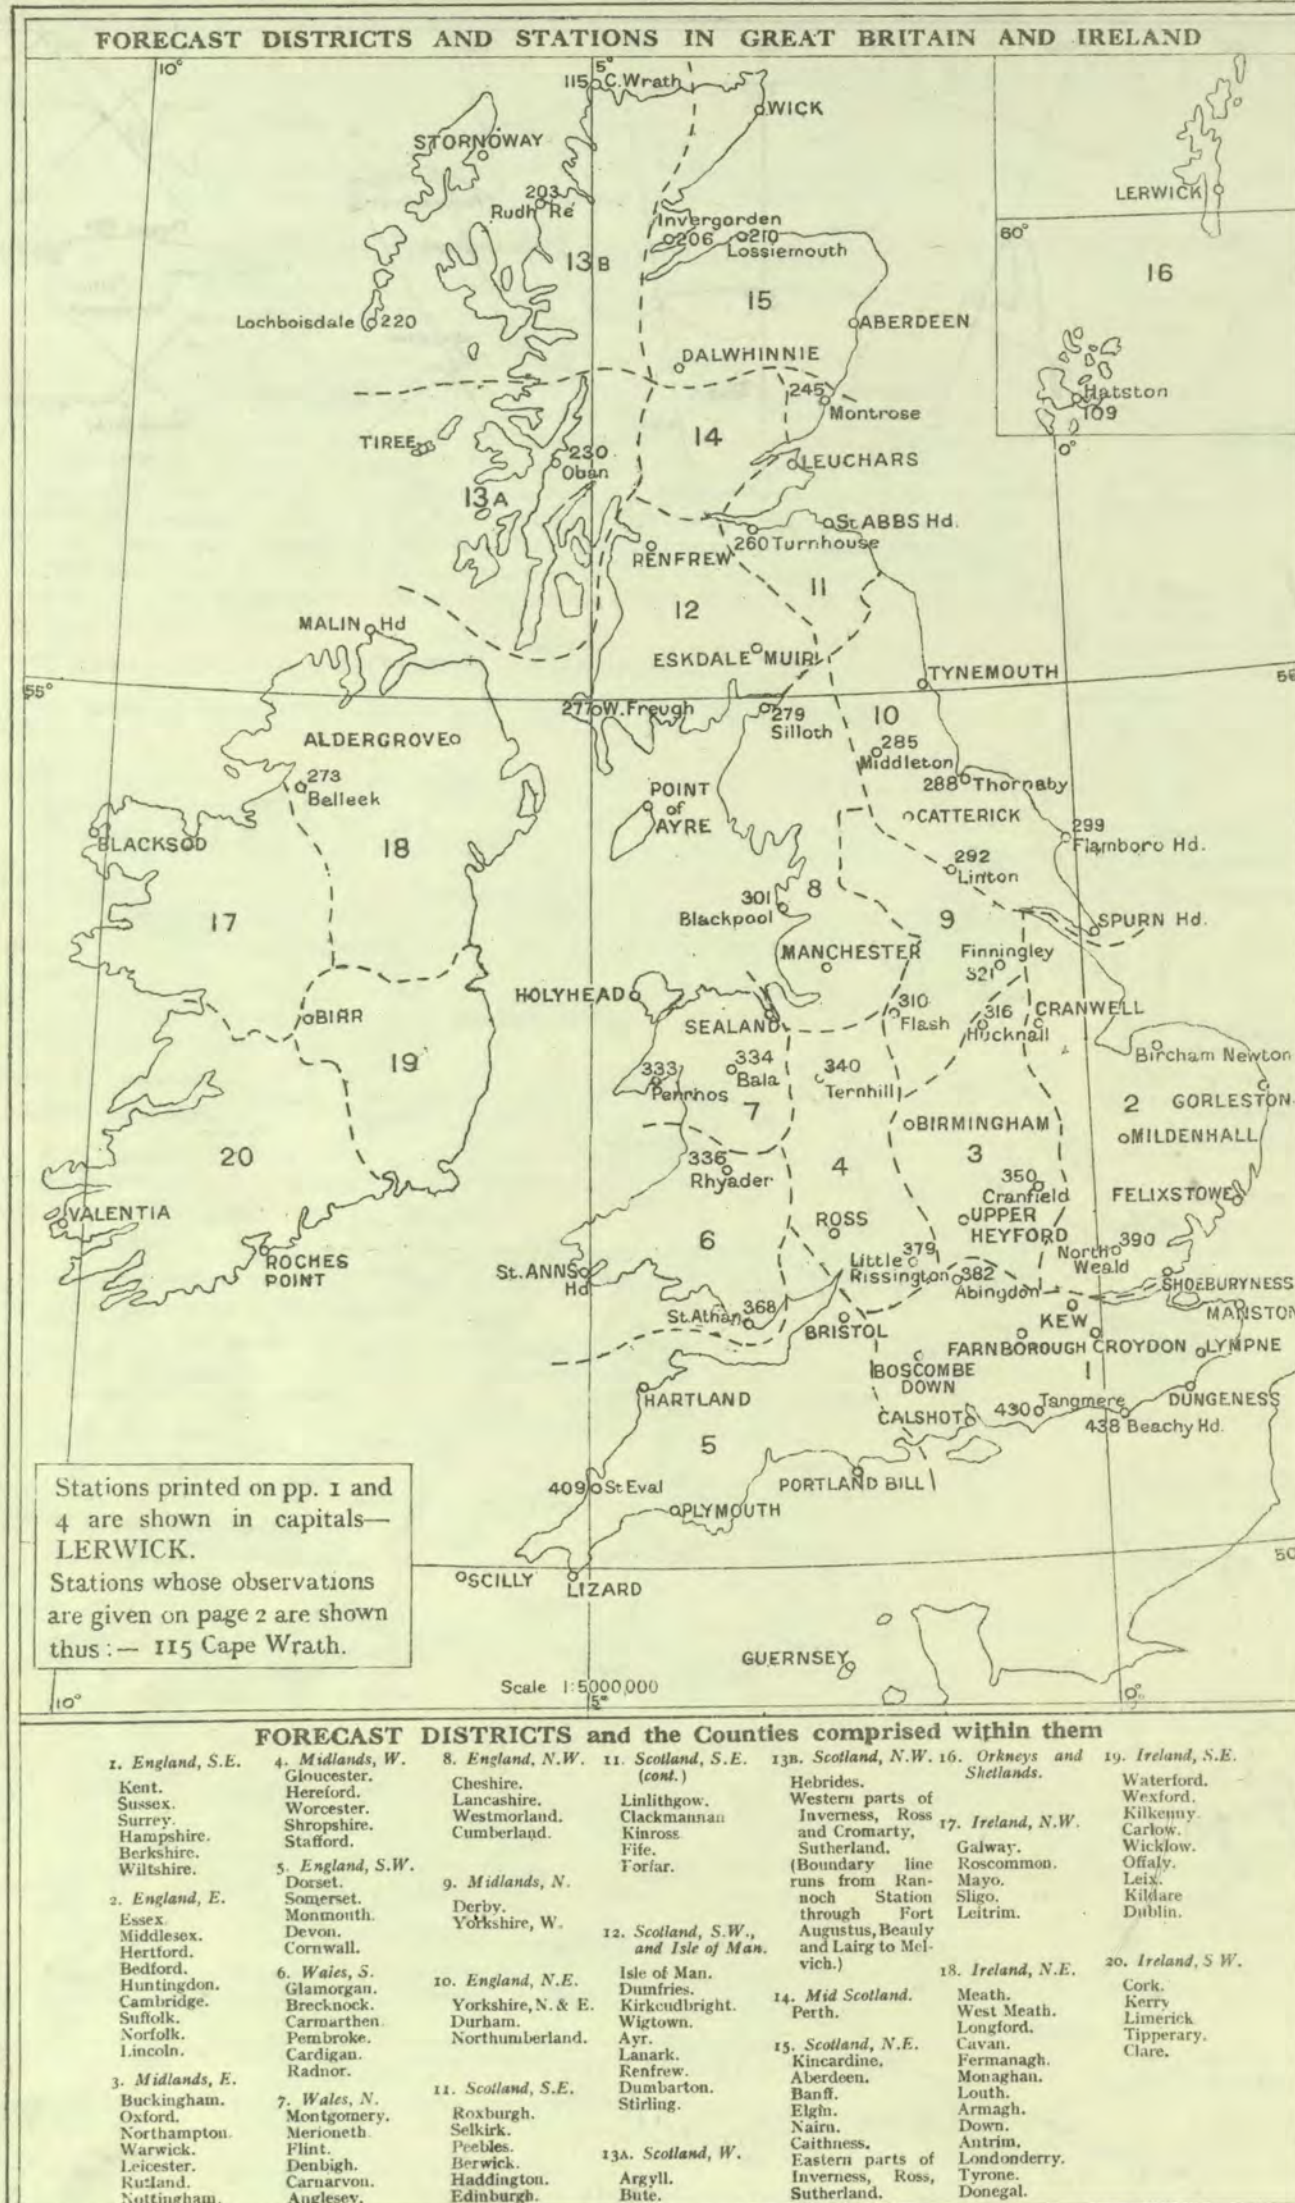 FORECAST DISTRICTS AND STATIONS IN GREAT BRITAIN AND IRELAND
10°
5°
115 C. Wrath
WICK
STORNOWAY
LERWICK
203
Rudh Re
Invergorden
206
0210
Lossiemouth
60°
13B
16
15
Lochboisdale 220
ABERDEEN
DALWHINNIE
245
Montrose
Hatston
109
0°
14
TIREE
230
Oban
LEUCHARS
13A
St ABBS Hd.
260 Turnhouse
RENFREW
11
12
MALIN Hd
ESKDALE MUIR
TYNEMOUTH
55°
277 W. Freugh
279
Silloth
10
ALDERGROVE
285
Middleton
273
Belleek
288 Thornaby
POINT
of
AYRE
CATTERICK
299
Flamboro Hd.
BLACKSOD
18
292
Linton
301
Blackpool
8
17
9
SPURN Hd.
MANCHESTER
Finningley
321
HOLYHEAD
310
Flash
316
Hucknall
CRANWELL
BIRR
SEALAND
Bircham Newton
19
333
Penrhos
334
Bala
340
Ternhill
7
2
GORLESTON
BIRMINGHAM
MILDENHALL
20
336
Rhyader
4
3
350
Cranfield
FELIXSTOWE
VALENTIA
ROSS
UPPER
HEYFORD
ROCHES
POINT
6
Little 379
Rissington
North 390
Weald
St. ANNS
Hd
382
Abingdon
SHOEBURYNESS
St. Athan 368
KEW
MANSTON
BRISTOL
FARNBOROUGH CROYDON LYMPNE
BOSCOMBE
DOWN
1
HARTLAND
430 Tangmere
DUNGENESS
CALSHOT
438 Beachy Hd.
5
409 St Eval
PORTLAND BILL
PLYMOUTH
50
SCILLY
LIZARD
GUERNSEY
Stations printed on pp. 1 and
4 are shown in capitals—
LERWICK.
Stations whose observations
are given on page 2 are shown
thus :— 115 Cape Wrath.
Scale 1:5000,000
10°
5°
0°
FORECAST DISTRICTS and the Counties comprised within them
1. England, S.E.
Kent.
Sussex.
Surrey.
Hampshire.
Berkshire.
Wiltshire.
2. England, E.
Essex.
Middlesex.
Hertford.
Bedford.
Huntingdon.
Cambridge.
Suffolk.
Norfolk.
Lincoln.
3. Midlands, E.
Buckingham.
Oxford.
Northampton.
Warwick.
Leicester.
Rutland.
Nottingham.
4. Midlands, W.
Gloucester.
Hereford.
Worcester.
Shropshire.
Stafford.
5. England, S.W.
Dorset.
Somerset.
Monmouth.
Devon.
Cornwall.
6. Wales, S.
Glamorgan.
Brecknock.
Carmarthen.
Pembroke.
Cardigan.
Radnor.
7. Wales, N.
Montgomery.
Merioneth.
Flint.
Denbigh.
Carnarvon.
Anglesey.
8. England, N.W.
Cheshire.
Lancashire.
Westmorland.
Cumberland.
9. Midlands, N.
Derby.
Yorkshire, W.
10. England, N.E.
Yorkshire, N. & E.
Durham.
Northumberland.
11. Scotland, S.E.
Roxburgh.
Selkirk.
Peebles.
Berwick.
Haddington.
Edinburgh.
11. Scotland, S.E.
(cont.)
Linlithgow.
Clackmannan
Kinross
Fife.
Forfar.
12. Scotland, S.W.,
and Isle of Man.
Isle of Man.
Dumfries.
Kirkcudbright.
Wigtown.
Ayr.
Lanark.
Renfrew.
Dumbarton.
Stirling.
13A. Scotland, W.
Argyll.
Bute.
13B. Scotland, N.W.
Hebrides.
Western parts of
Inverness, Ross
and Cromarty,
Sutherland.
(Boundary line
runs from Ran-
noch Station
through Fort
Augustus, Beauly
and Lairg to Mel-
vich.)
14. Mid Scotland.
Perth.
15. Scotland, N.E.
Kincardine.
Aberdeen.
Banff.
Elgin.
Nairn.
Caithness.
Eastern parts of
Inverness, Ross,
Sutherland.
16. Orkneys and
Shetlands.
17. Ireland, N.W.
Galway.
Roscommon.
Mayo.
Sligo.
Leitrim.
18. Ireland, N.E.
Meath.
West Meath.
Longford.
Cavan.
Fermanagh.
Monaghan.
Louth.
Armagh.
Down.
Antrim.
Londonderry.
Tyrone.
Donegal.
19. Ireland, S.E.
Waterford.
Wexford.
Kilkenny.
Carlow.
Wicklow.
Offaly.
Leix.
Kildare
Dublin.
20. Ireland, S W.
Cork.
Kerry
Limerick
Tipperary.
Clare.